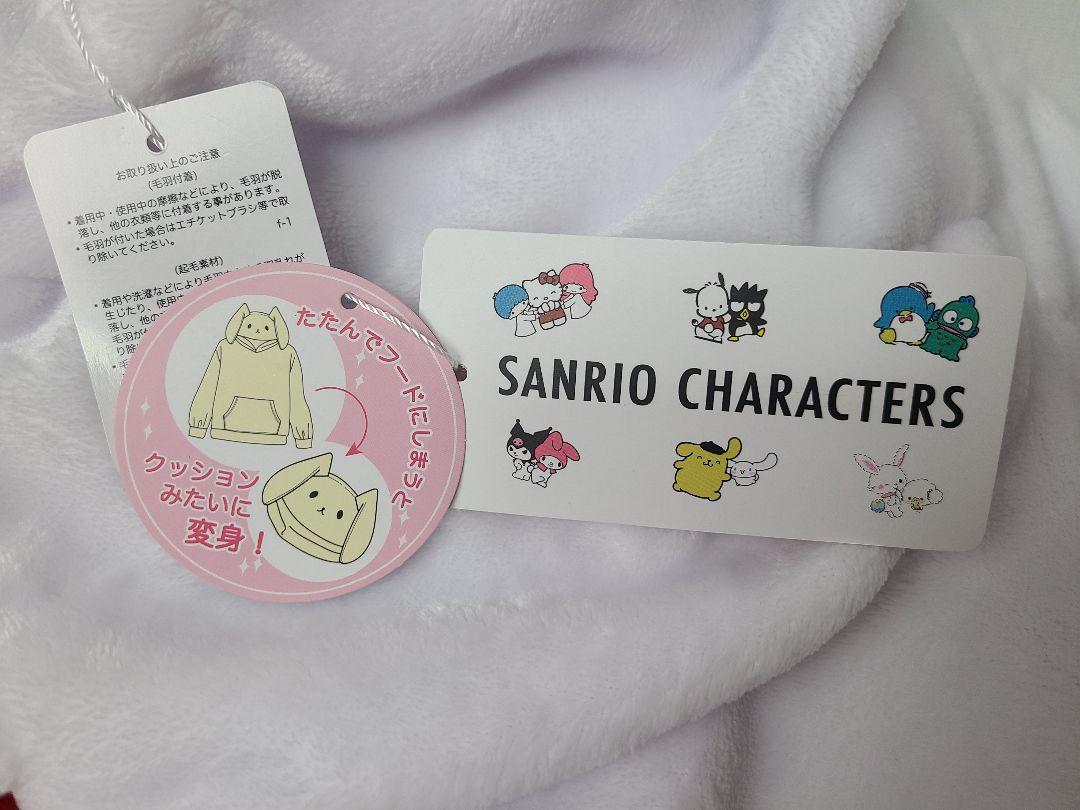 お取り扱い上のご注意
(毛羽付着)
・着用中・使用中の摩擦などにより、毛羽が脱
落し、他の衣類等に付着する事があります。
・毛羽が付いた場合はエチケットブラシ等で取
り除いてください。
f-1
(起毛素材)
・着用や洗濯などにより毛羽
生じたり、使用中
落し、他の
毛羽が
り除
・毛
たたんでフードにしまうと
クッション
みたいに
変身！
SANRIO CHARACTERS